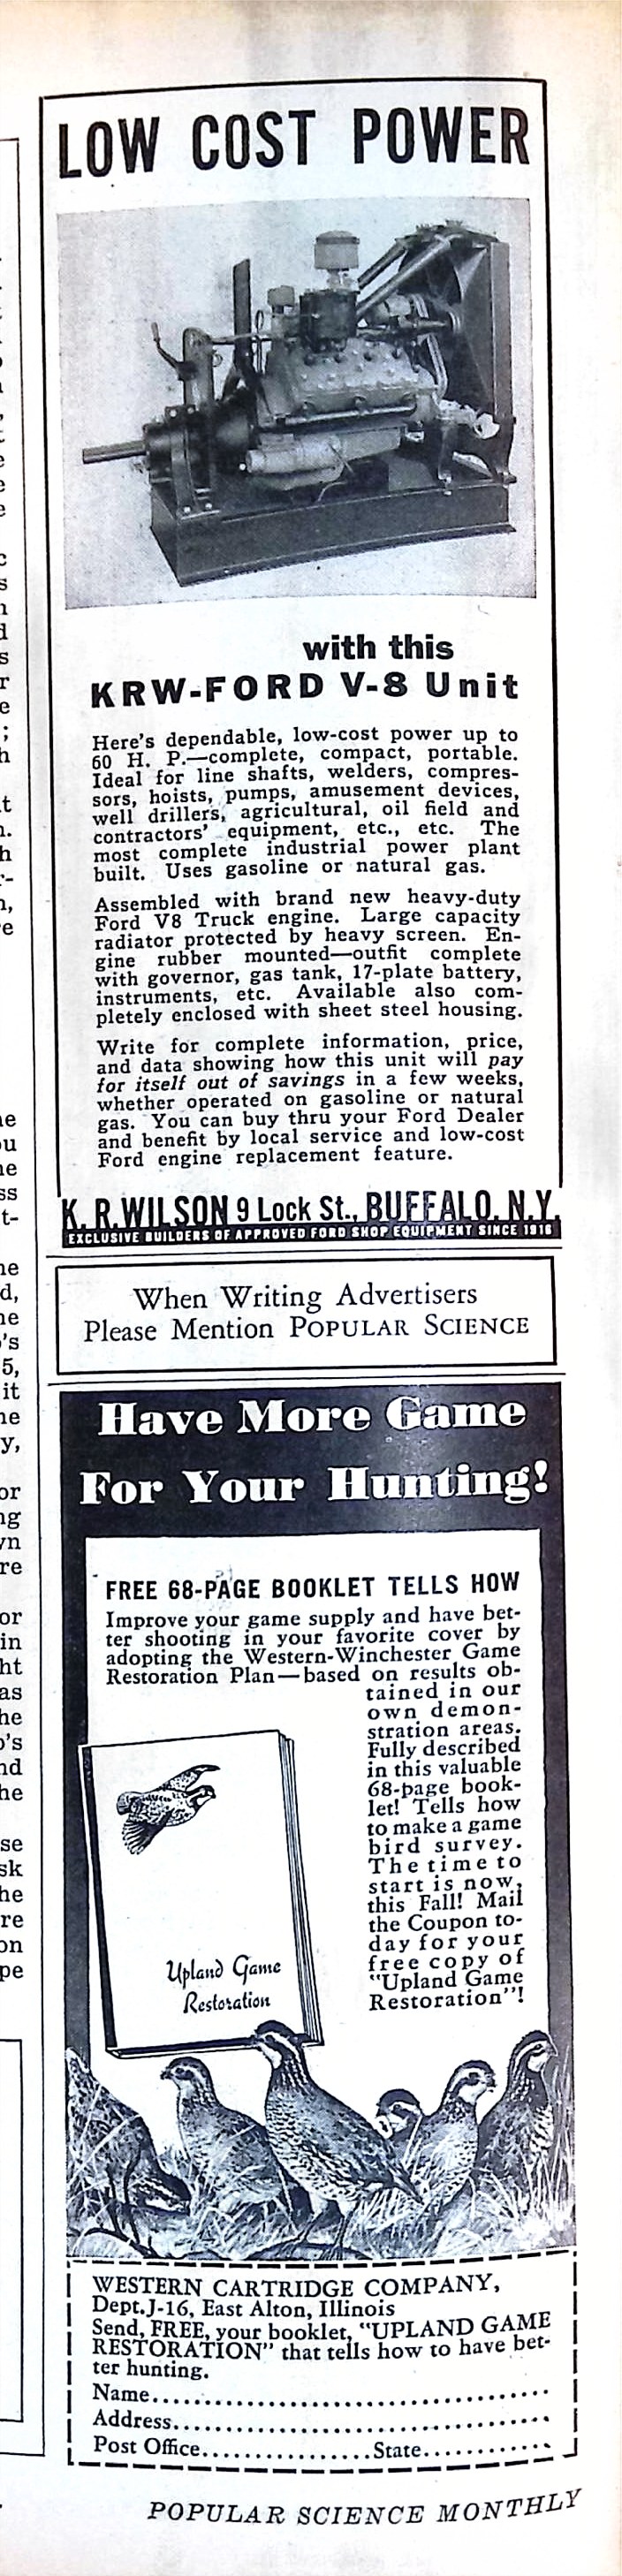 LOW COST POWER
with this
KRW-FORD V-8 Unit
Here's dependable, low-cost power up to
60 H. P.—complete, compact, portable.
Ideal for line shafts, welders, compres-
sors, hoists, pumps, amusement devices,
well drillers, agricultural, oil field and
contractors' equipment, etc., etc. The
most complete industrial power plant
built. Uses gasoline or natural gas.
Assembled with brand new heavy-duty
Ford V8 Truck engine. Large capacity
radiator protected by heavy screen. En-
gine rubber mounted—outfit complete
with governor, gas tank, 17-plate battery,
instruments, etc. Available also com-
pletely enclosed with sheet steel housing.
Write for complete information, price,
and data showing how this unit will pay
for itself out of savings in a few weeks,
whether operated on gasoline or natural
gas. You can buy thru your Ford Dealer
and benefit by local service and low-cost
Ford engine replacement feature.
K. R. WILSON 9 Lock St., BUFFALO, N.Y.
EXCLUSIVE BUILDERS OF APPROVED FORD SHOP EQUIPMENT SINCE 1916
When Writing Advertisers
Please Mention POPULAR SCIENCE
Have More Game
For Your Hunting!
FREE 68-PAGE BOOKLET TELLS HOW
Improve your game supply and have bet-
ter shooting in your favorite cover by
adopting the Western-Winchester Game
Restoration Plan—based on results ob-
tained in our
own demon-
stration areas.
Fully described
in this valuable
68-page book-
let! Tells how
to make a game
bird survey.
The time to
start is now,
this Fall! Mail
the Coupon to-
day for your
free copy of
"Upland Game
Restoration"!
Upland Game
Restoration
WESTERN CARTRIDGE COMPANY,
Dept.J-16, East Alton, Illinois
Send, FREE, your booklet, "UPLAND GAME
RESTORATION" that tells how to have bet-
ter hunting.
Name.......................................
Address....................................
Post Office................State............
POPULAR SCIENCE MONTHLY